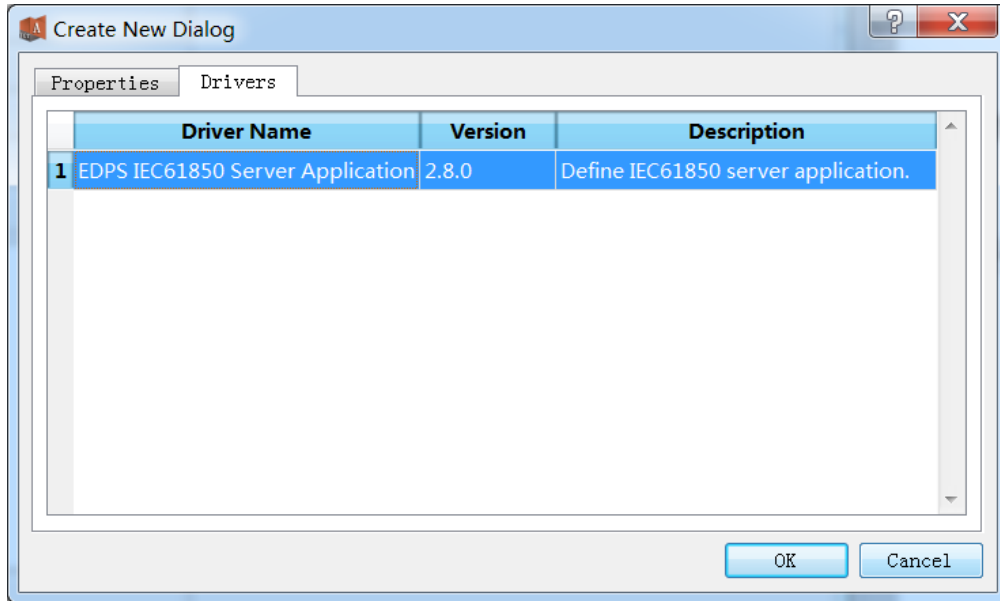 Create New Dialog
Properties Drivers
Driver Name Version Description
1 EDPS IEC61850 Server Application 2.8.0 Define IEC61850 server application.
OK Cancel